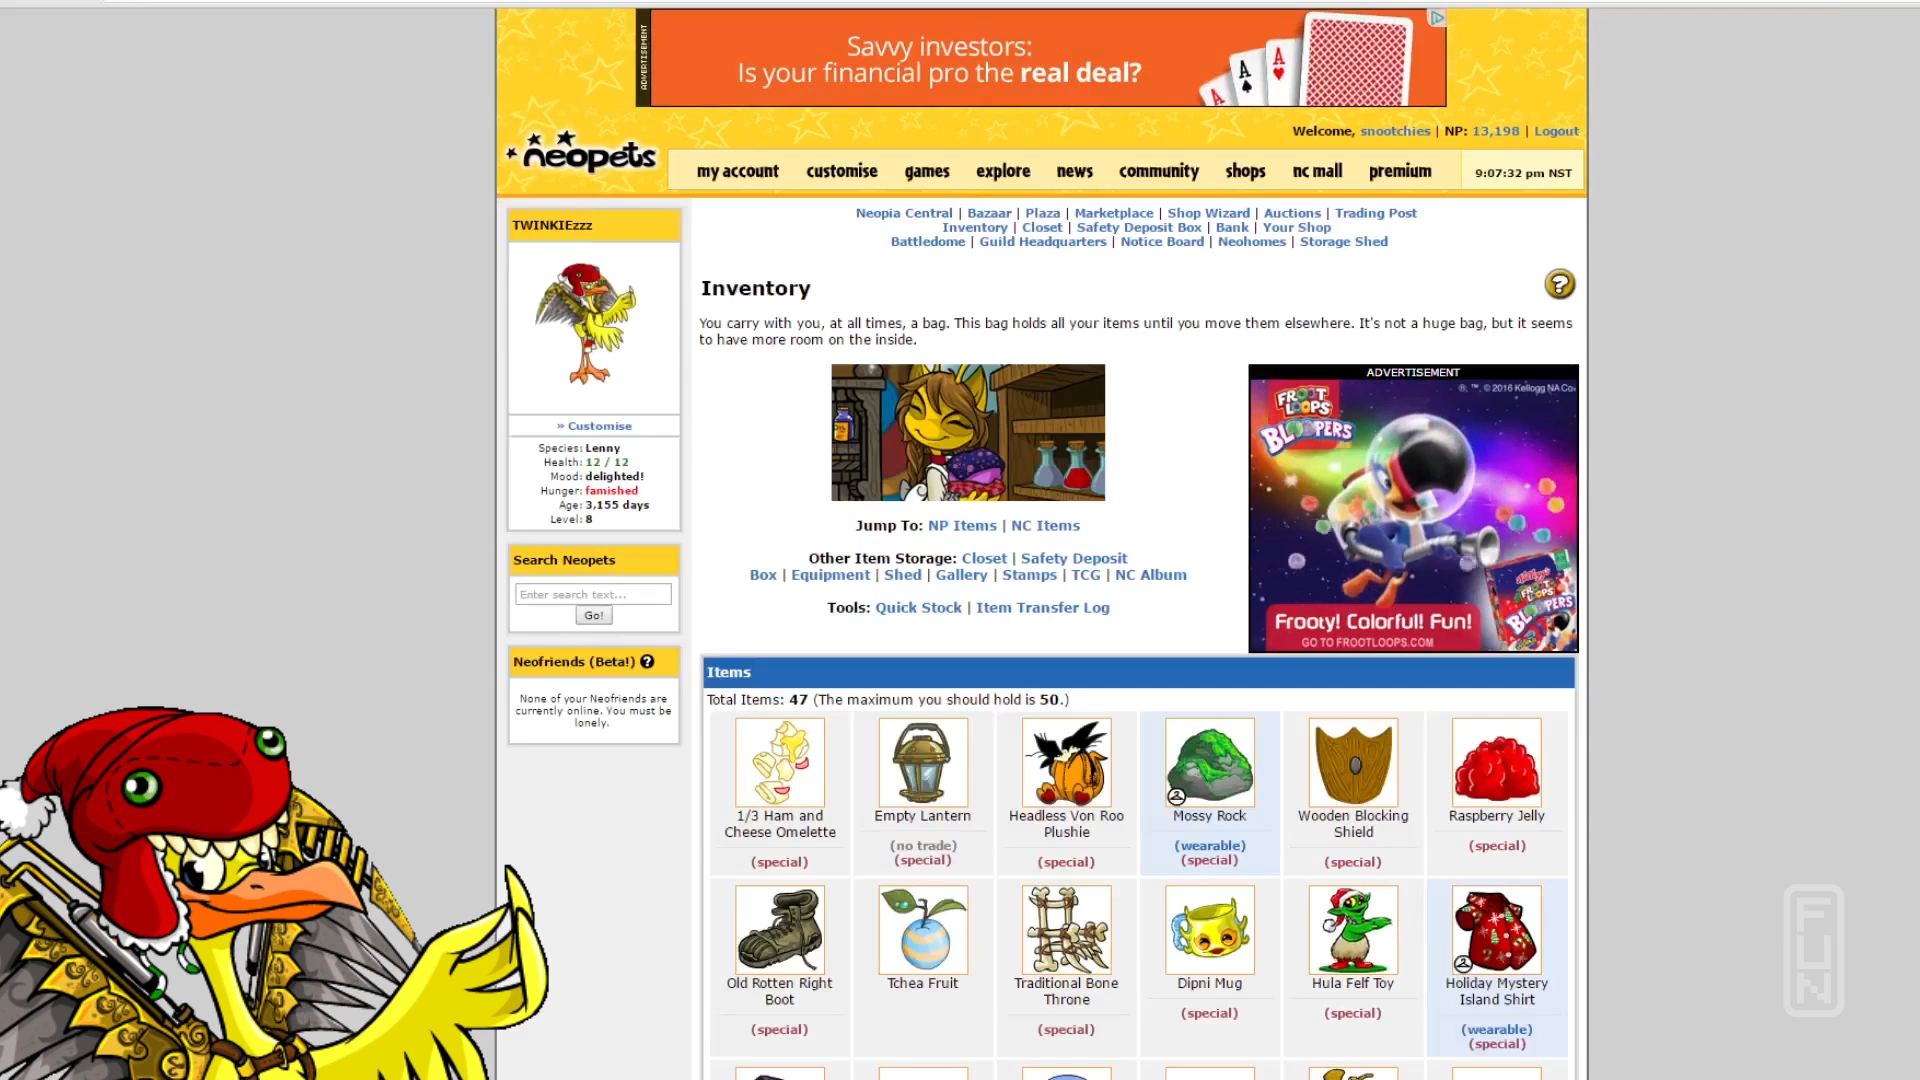 ADVERTISEMENT
Savvy investors:
Is your financial pro the real deal?
Welcome, snootchies | NP: 13,198 | Logout
neopets
my account customise games explore news community shops nc mall premium
9:07:32 pm NST
TWINKIEzzz
» Customise
Species: Lenny
Health: 12 / 12
Mood: delighted!
Hunger: famished
Age: 3,155 days
Level: 8
Search Neopets
Enter search text...
Go!
Neofriends (Beta!) ?
None of your Neofriends are
currently online. You must be
lonely.
Neopia Central | Bazaar | Plaza | Marketplace | Shop Wizard | Auctions | Trading Post
Inventory | Closet | Safety Deposit Box | Bank | Your Shop
Battledome | Guild Headquarters | Notice Board | Neohomes | Storage Shed
Inventory
?
You carry with you, at all times, a bag. This bag holds all your items until you move them elsewhere. It's not a huge bag, but it seems
to have more room on the inside.
Jump To: NP Items | NC Items
Other Item Storage: Closet | Safety Deposit
Box | Equipment | Shed | Gallery | Stamps | TCG | NC Album
Tools: Quick Stock | Item Transfer Log
ADVERTISEMENT
®, ™, © 2016 Kellogg NA Co.
FROOT
LOOPS
BLOOPERS
Kellogg's
FROOT
LOOPS
BLOOPERS
Frooty! Colorful! Fun!
GO TO FROOTLOOPS.COM
Items
Total Items: 47 (The maximum you should hold is 50.)
1/3 Ham and
Cheese Omelette
(special)
Empty Lantern
(no trade)
(special)
Headless Von Roo
Plushie
(special)
Mossy Rock
(wearable)
(special)
Wooden Blocking
Shield
(special)
Raspberry Jelly
(special)
Old Rotten Right
Boot
(special)
Tchea Fruit
Traditional Bone
Throne
(special)
Dipni Mug
(special)
Hula Felf Toy
(special)
Holiday Mystery
Island Shirt
(wearable)
(special)
FUN